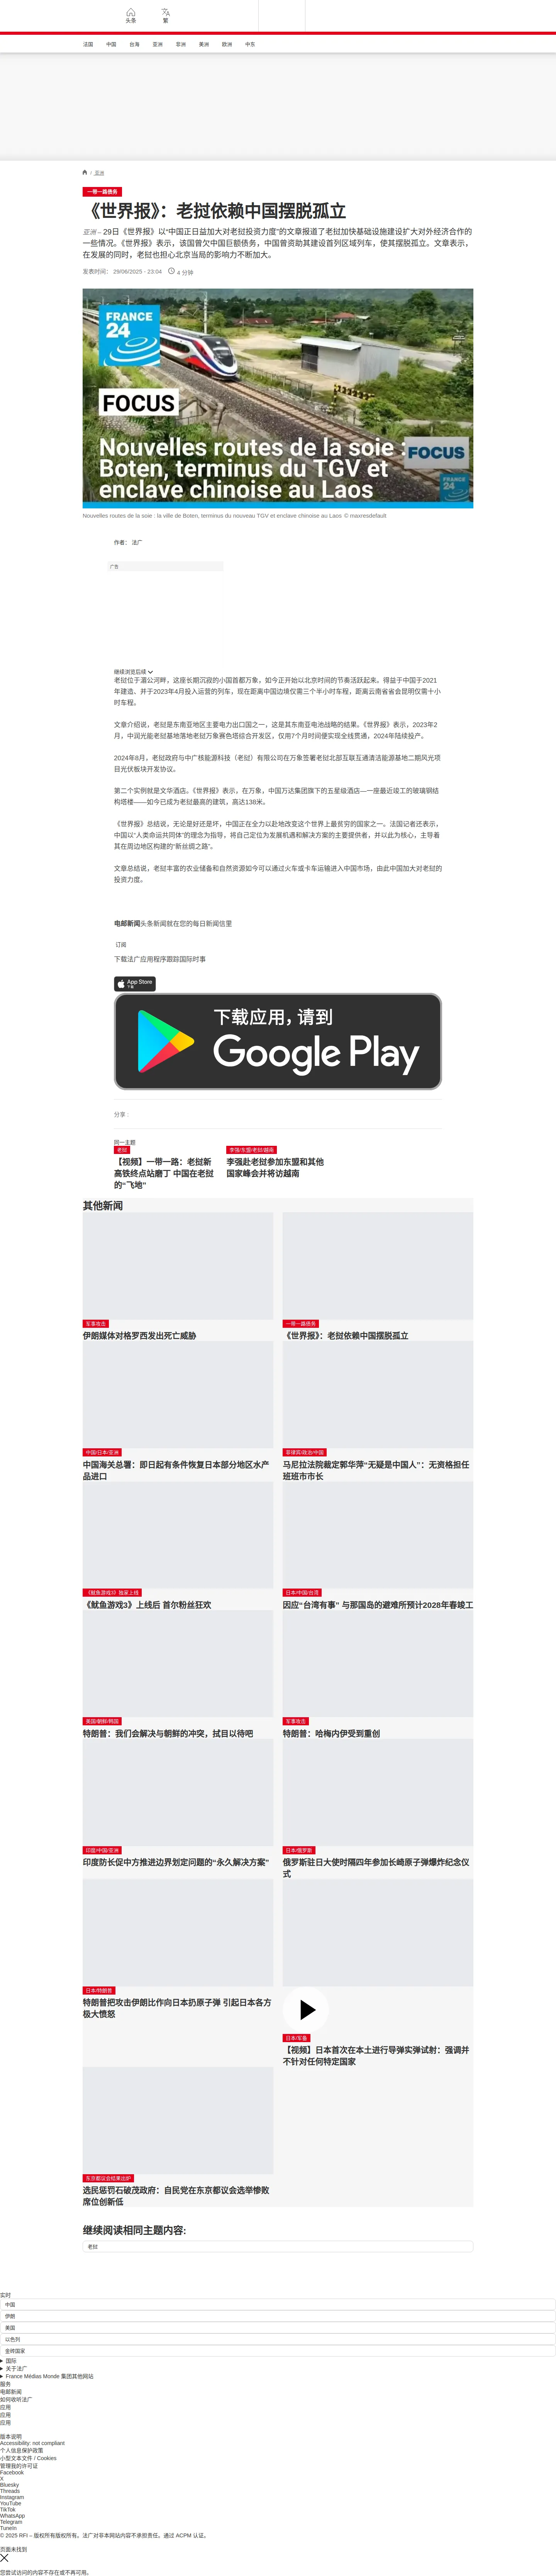 头条
繁
法国
中国
台海
亚洲
非洲
美洲
欧洲
中东
/ 亚洲
一带一路债务
《世界报》：老挝依赖中国摆脱孤立
亚洲 – 29日《世界报》以“中国正日益加大对老挝投资力度”的文章报道了老挝加快基础设施建设扩大对外经济合作的一些情况。《世界报》表示，该国曾欠中国巨额债务，中国曾资助其建设首列区域列车，使其摆脱孤立。文章表示，在发展的同时，老挝也担心北京当局的影响力不断加大。
发表时间： 29/06/2025 - 23:04
4 分钟
FRANCE 24
FOCUS
Nouvelles routes de la soie :
Boten, terminus du TGV et
enclave chinoise au Laos
FOCUS
FRANCE 24
Nouvelles routes de la soie : la ville de Boten, terminus du nouveau TGV et enclave chinoise au Laos © maxresdefault
作者： 法广
广告
继续浏览后续
老挝位于湄公河畔，这座长期沉寂的小国首都万象，如今正开始以北京时间的节奏活跃起来。得益于中国于2021年建造、并于2023年4月投入运营的列车，现在距离中国边境仅需三个半小时车程，距离云南省省会昆明仅需十小时车程。
文章介绍说，老挝是东南亚地区主要电力出口国之一，这是其东南亚电池战略的结果。《世界报》表示，2023年2月，中润光能老挝基地落地老挝万象赛色塔综合开发区，仅用7个月时间便实现全线贯通，2024年陆续投产。
2024年8月，老挝政府与中广核能源科技（老挝）有限公司在万象签署老挝北部互联互通清洁能源基地二期风光项目光伏板块开发协议。
第二个实例就是文华酒店。《世界报》表示，在万象，中国万达集团旗下的五星级酒店—一座最近竣工的玻璃钢结构塔楼——如今已成为老挝最高的建筑，高达138米。
《世界报》总结说，无论是好还是坏，中国正在全力以赴地改变这个世界上最贫穷的国家之一。法国记者还表示，中国以“人类命运共同体”的理念为指导，将自己定位为发展机遇和解决方案的主要提供者，并以此为核心，主导着其在周边地区构建的“新丝绸之路”。
文章总结说，老挝丰富的农业储备和自然资源如今可以通过火车或卡车运输进入中国市场，由此中国加大对老挝的投资力度。
电邮新闻头条新闻就在您的每日新闻信里
订阅
下载法广应用程序跟踪国际时事
App Store
下载
下载应用，请到
Google Play
分享 :
同一主题
老挝
【视频】一带一路：老挝新高铁终点站磨丁 中国在老挝的“飞地”
李强/东盟/老挝/越南
李强赴老挝参加东盟和其他国家峰会并将访越南
其他新闻
军事攻击
伊朗媒体对格罗西发出死亡威胁
一带一路债务
《世界报》：老挝依赖中国摆脱孤立
中国/日本/亚洲
中国海关总署：即日起有条件恢复日本部分地区水产品进口
菲律宾/政治/中国
马尼拉法院裁定郭华萍“无疑是中国人”：无资格担任班班市市长
《鱿鱼游戏3》独家上线
《鱿鱼游戏3》上线后 首尔粉丝狂欢
日本/中国/台湾
因应“台湾有事” 与那国岛的避难所预计2028年春竣工
美国/朝鲜/韩国
特朗普：我们会解决与朝鲜的冲突，拭目以待吧
军事攻击
特朗普：哈梅内伊受到重创
印度/中国/亚洲
印度防长促中方推进边界划定问题的“永久解决方案”
日本/俄罗斯
俄罗斯驻日大使时隔四年参加长崎原子弹爆炸纪念仪式
日本/特朗普
特朗普把攻击伊朗比作向日本扔原子弹 引起日本各方极大愤怒
日本/军备
【视频】日本首次在本土进行导弹实弹试射：强调并不针对任何特定国家
东京都议会结果出炉
选民惩罚石破茂政府：自民党在东京都议会选举惨败 席位创新低
继续阅读相同主题内容:
老挝
实时
中国
伊朗
美国
以色列
金砖国家
国际
关于法广
France Médias Monde 集团其他网站
服务
电邮新闻
如何收听法广
应用
应用
应用
版本说明
Accessibility: not compliant
个人信息保护政策
小型文本文件 / Cookies
管理我的许可证
Facebook
X
Bluesky
Threads
Instagram
YouTube
TikTok
WhatsApp
Telegram
TuneIn
© 2025 RFI – 版权所有版权所有。法广对非本网站内容不承担责任。通过 ACPM 认证。
页面未找到
您尝试访问的内容不存在或不再可用。